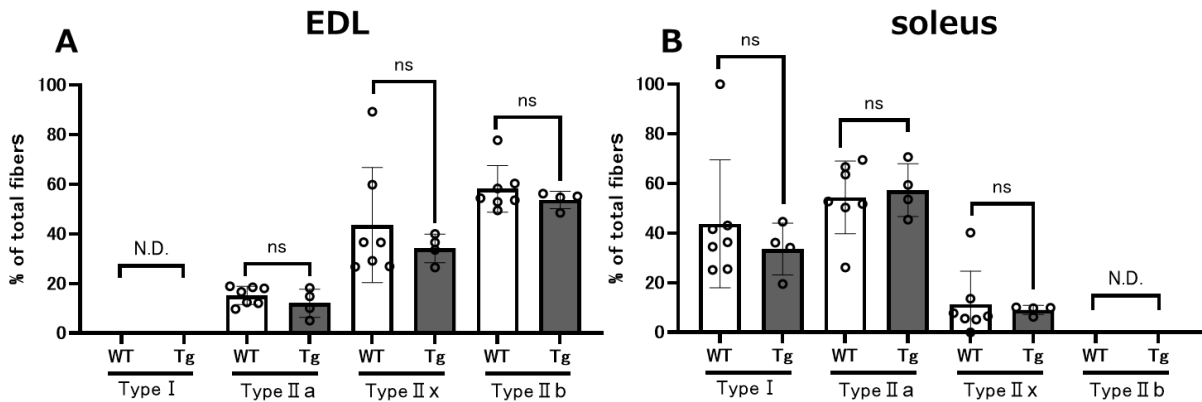 EDL
soleus
A
B
% of total fibers
100
80
60
40
20
0
N.D.
ns
ns
ns
WT Tg WT Tg WT Tg WT Tg
Type Ⅰ Type Ⅱa Type Ⅱx Type Ⅱb
% of total fibers
100
80
60
40
20
0
ns
ns
ns
N.D.
WT Tg WT Tg WT Tg WT Tg
Type Ⅰ Type Ⅱa Type Ⅱx Type Ⅱb